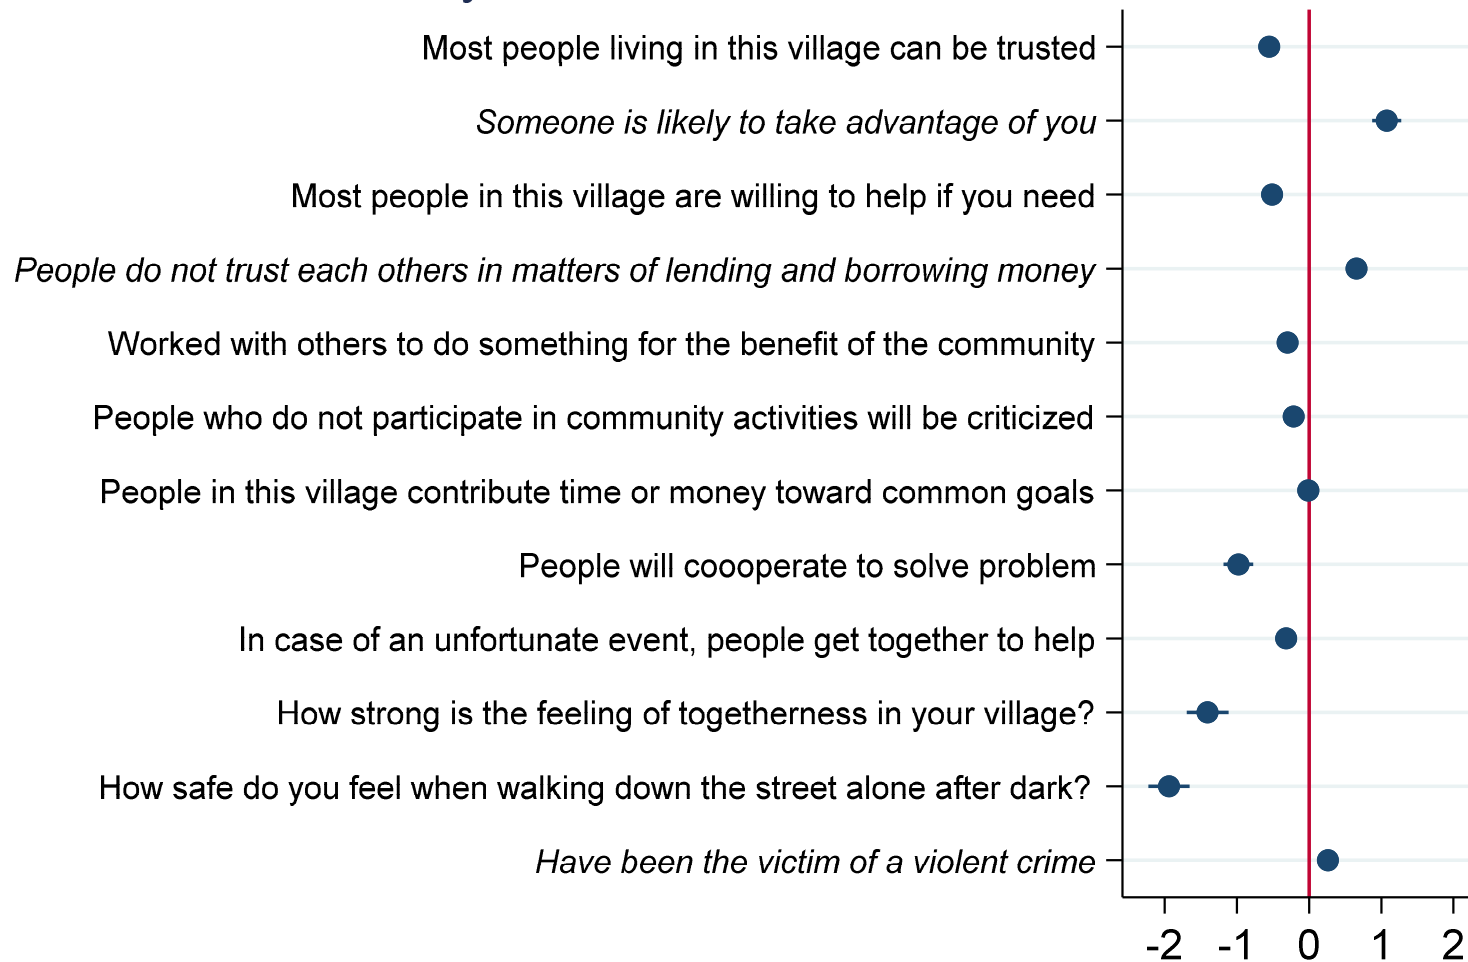 Most people living in this village can be trusted
Someone is likely to take advantage of you
Most people in this village are willing to help if you need
People do not trust each others in matters of lending and borrowing money
Worked with others to do something for the benefit of the community
People who do not participate in community activities will be criticized
People in this village contribute time or money toward common goals
People will coooperate to solve problem
In case of an unfortunate event, people get together to help
How strong is the feeling of togetherness in your village?
How safe do you feel when walking down the street alone after dark?
Have been the victim of a violent crime
-2 -1 0 1 2